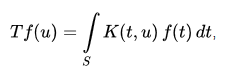 Tf(u) = ∫_S K(t, u) f(t) dt,